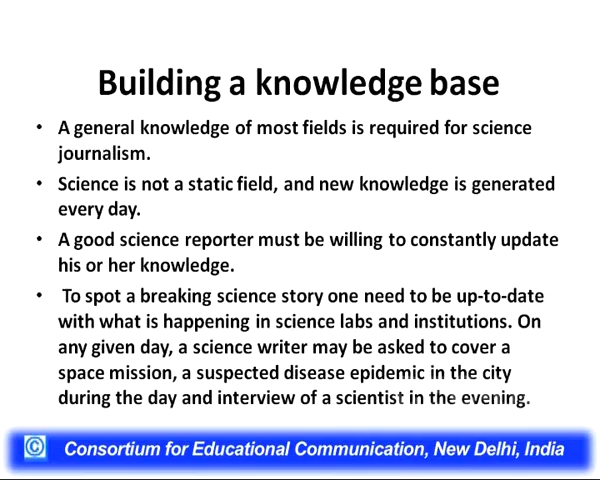 Building a knowledge base
• A general knowledge of most fields is required for science
journalism.
• Science is not a static field, and new knowledge is generated
every day.
• A good science reporter must be willing to constantly update
his or her knowledge.
• To spot a breaking science story one need to be up-to-date
with what is happening in science labs and institutions. On
any given day, a science writer may be asked to cover a
space mission, a suspected disease epidemic in the city
during the day and interview of a scientist in the evening.
© Consortium for Educational Communication, New Delhi, India